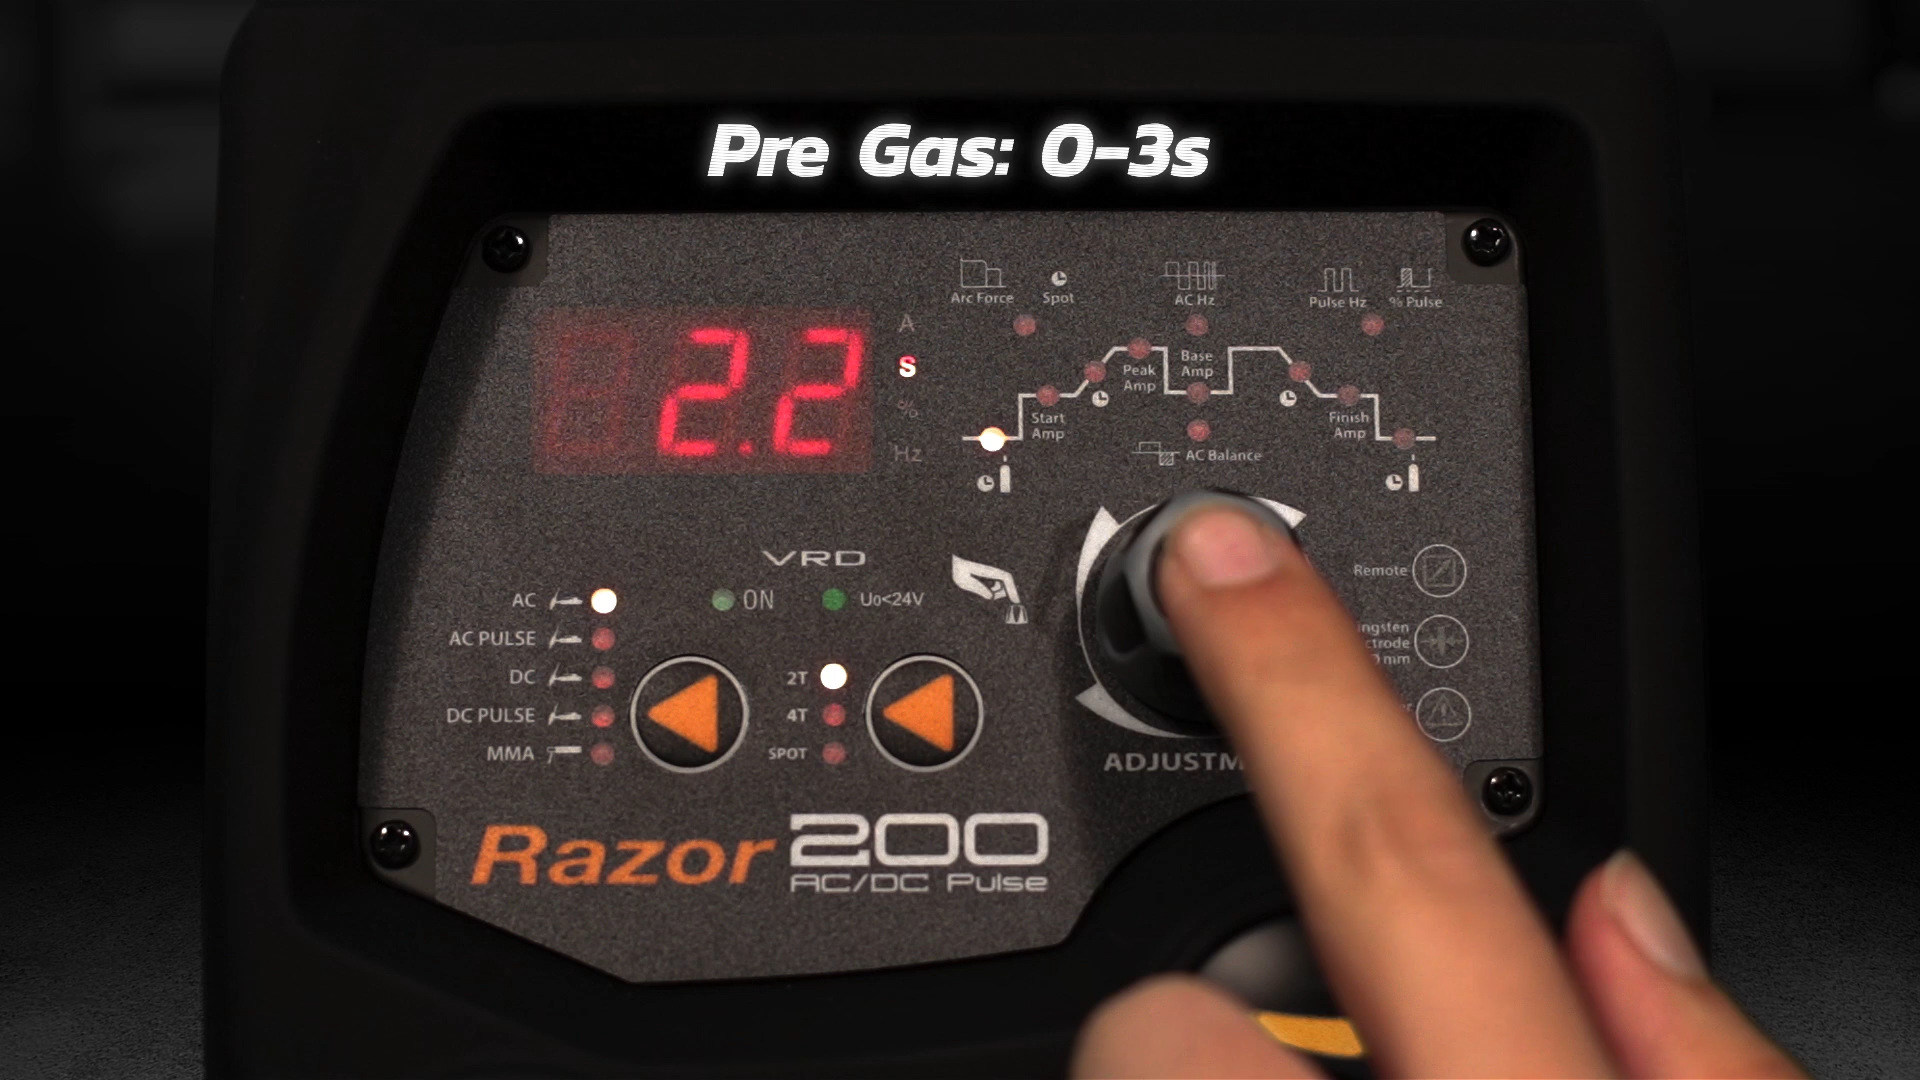 Pre Gas: 0-3s
Arc Force
Spot
AC Hz
Pulse Hz
% Pulse
2.2
A
S
%
Hz
Start
Amp
Peak
Amp
Base
Amp
Finish
Amp
AC Balance
VRD
ON
U0<24V
AC
AC PULSE
DC
DC PULSE
MMA
2T
4T
SPOT
Remote
mm
Razor 200
AC/DC Pulse